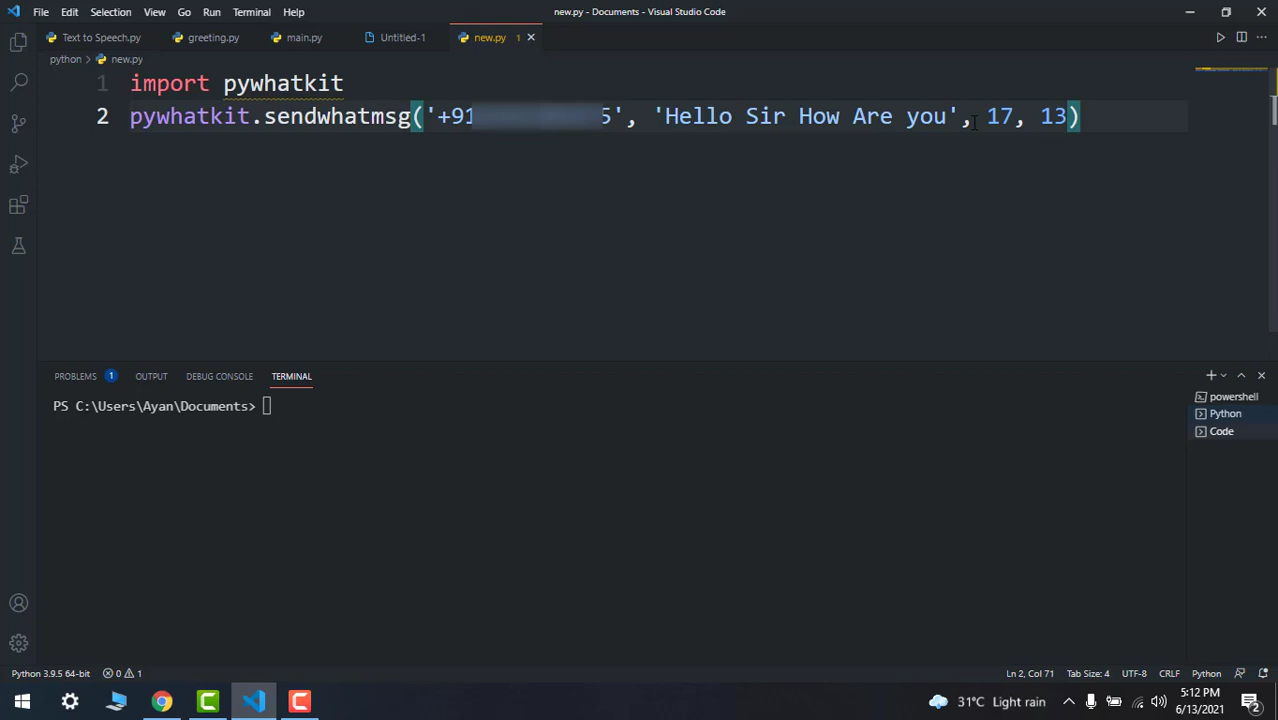 File Edit Selection View Go Run Terminal Help new.py - Documents - Visual Studio Code
Text to Speech.py greeting.py main.py Untitled-1 new.py 1
python > new.py
1 import pywhatkit
2 pywhatkit.sendwhatmsg('+91 5', 'Hello Sir How Are you', 17, 13)
PROBLEMS 1 OUTPUT DEBUG CONSOLE TERMINAL
PS C:\Users\Ayan\Documents>
powershell
Python
Code
Python 3.9.5 64-bit 0 1 Ln 2, Col 71 Tab Size: 4 UTF-8 CRLF Python
31°C Light rain
5:12 PM
6/13/2021
2